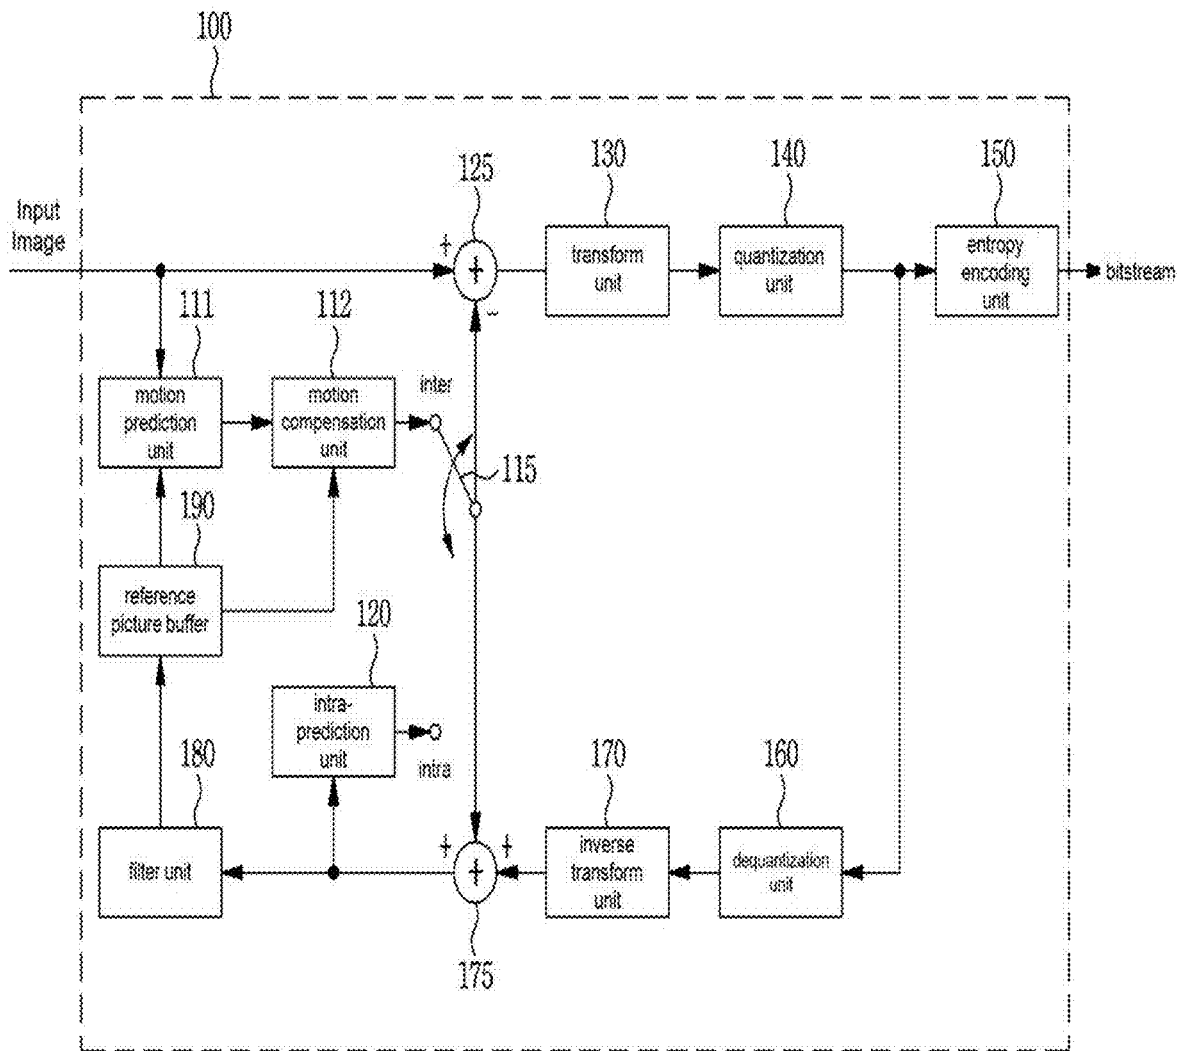 100
Input
Image
125
+
+
-
130
transform
unit
140
quantization
unit
150
entropy
encoding
unit
bitstream
111
motion
prediction
unit
112
motion
compensation
unit
inter
115
190
reference
picture buffer
120
intra-
prediction
unit
intra
180
filter unit
+
+
+
175
170
inverse
transform
unit
160
dequantization
unit